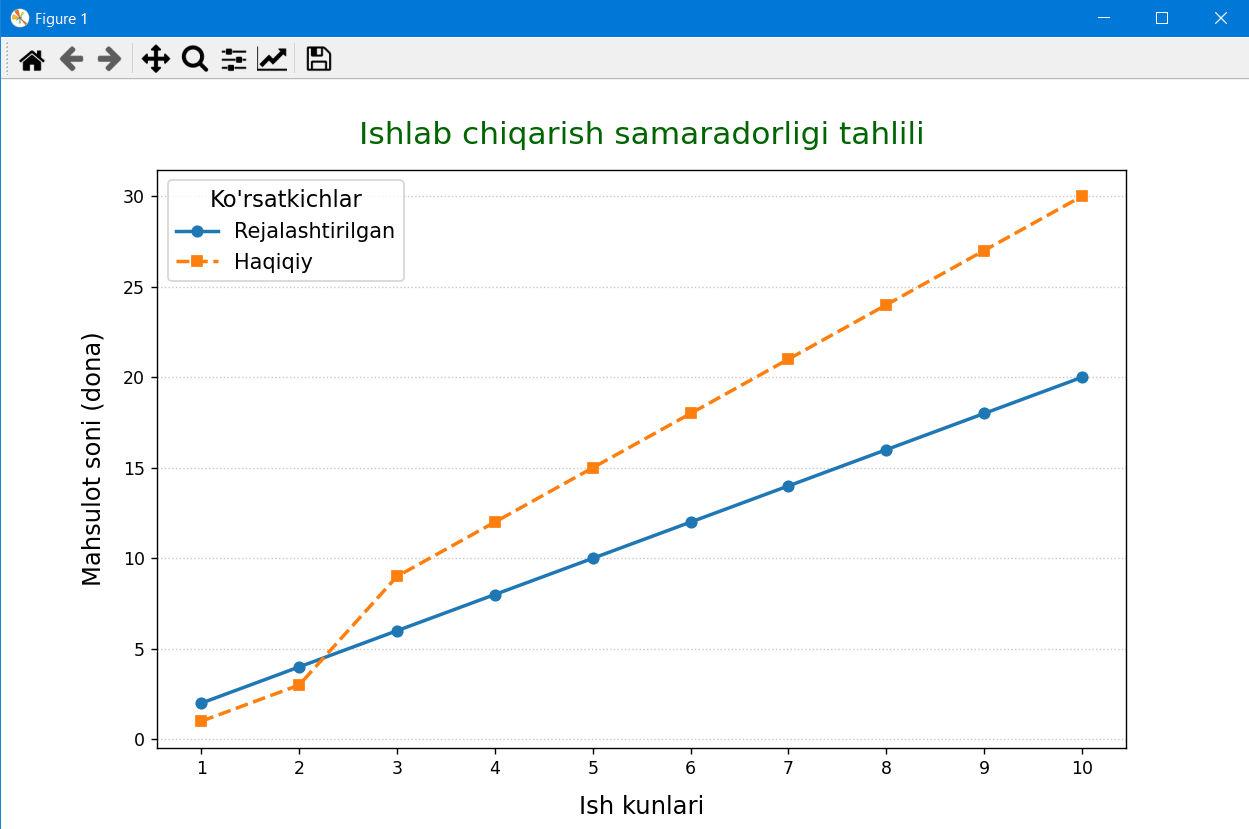 Figure 1
Ishlab chiqarish samaradorligi tahlili
Ko'rsatkichlar
Rejalashtirilgan
Haqiqiy
Mahsulot soni (dona)
30
25
20
15
10
5
0
1 2 3 4 5 6 7 8 9 10
Ish kunlari